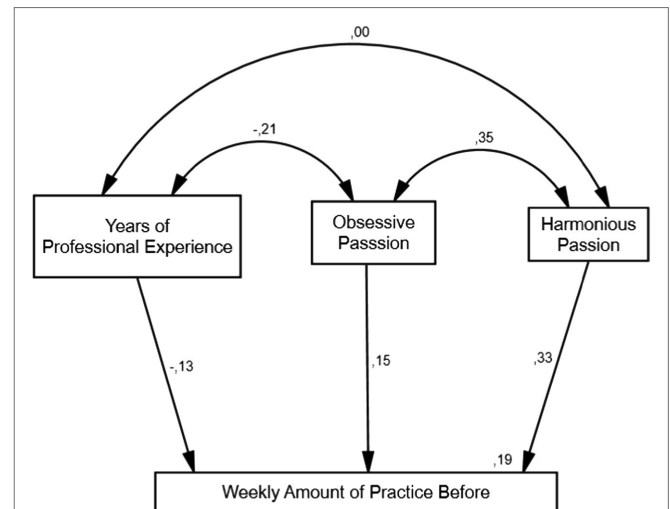 ,00
-,21
,35
Years of
Professional Experience
Obsessive
Passsion
Harmonious
Passion
-,13
,15
,33
,19
Weekly Amount of Practice Before